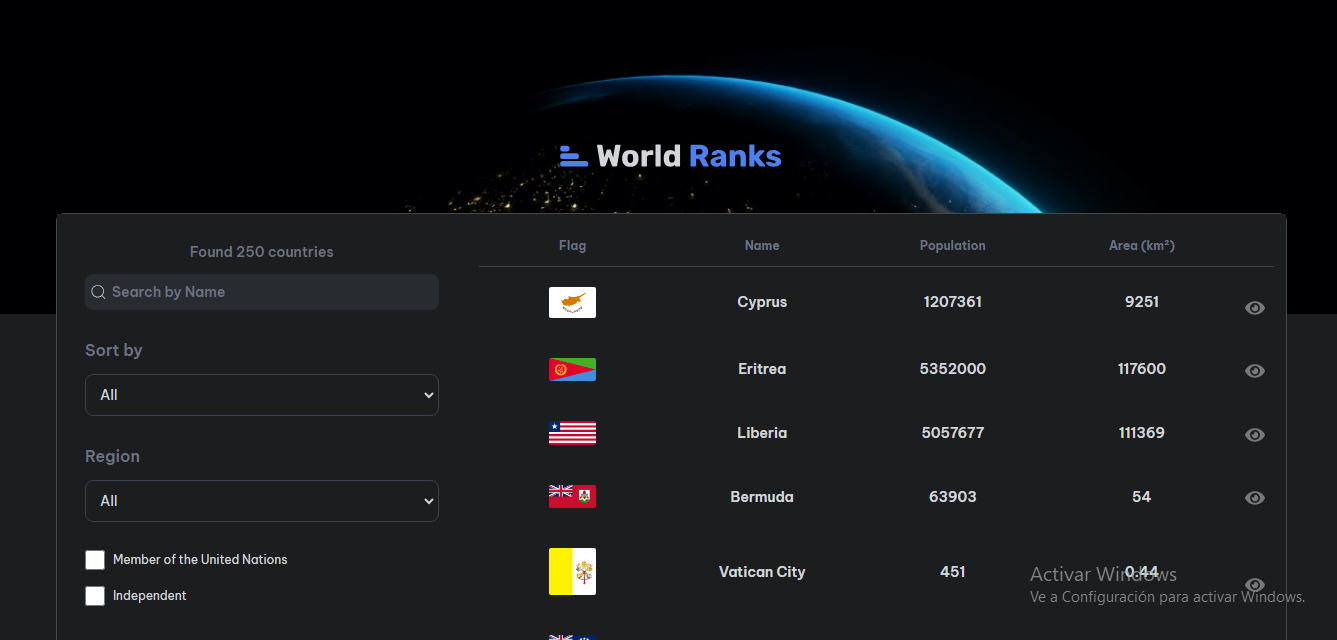 World Ranks
Found 250 countries
Search by Name
Sort by
All
Region
All
Member of the United Nations
Independent
Flag Name Population Area (km²)
Cyprus 1207361 9251
Eritrea 5352000 117600
Liberia 5057677 111369
Bermuda 63903 54
Vatican City 451 0.44
Activar Windows
Ve a Configuración para activar Windows.